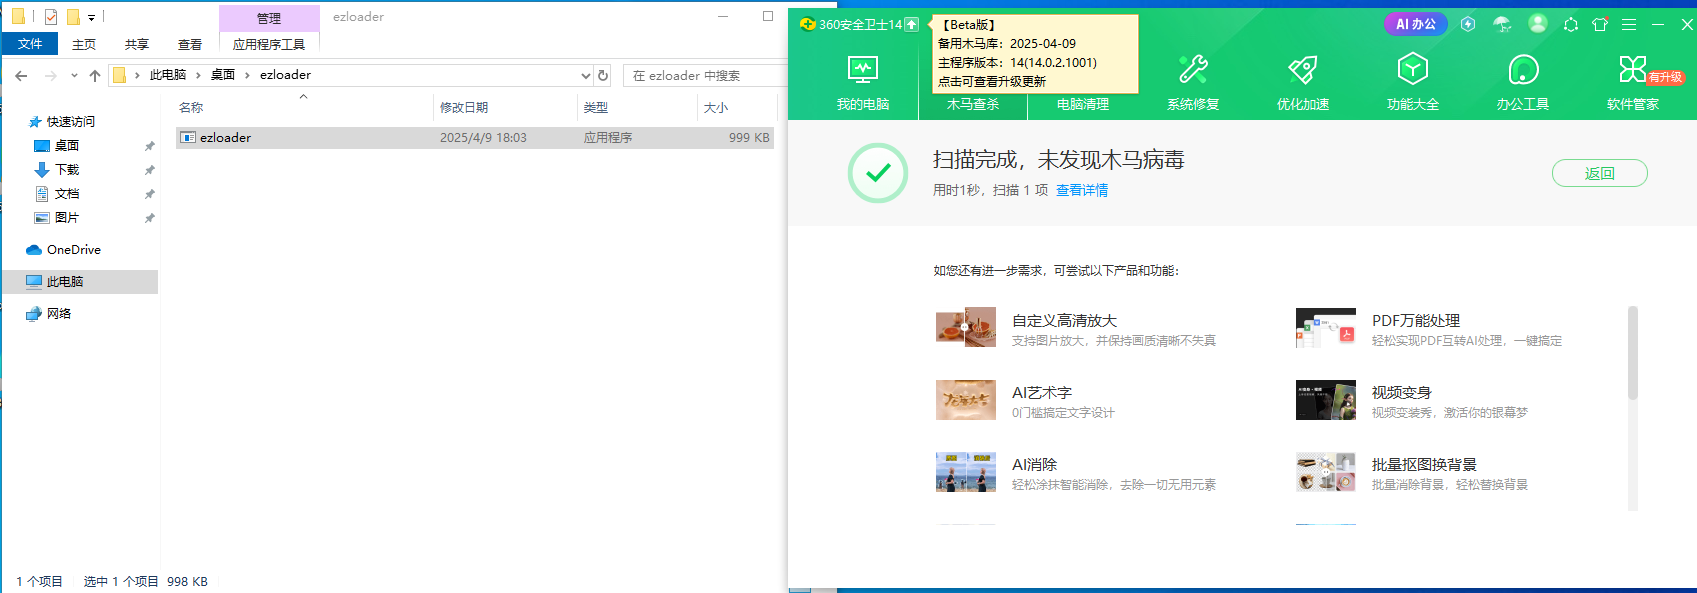 管理
ezloader
文件
主页
共享
查看
应用程序工具
此电脑
桌面
ezloader
在 ezloader 中搜索
快速访问
桌面
下载
文档
图片
OneDrive
此电脑
网络
名称
修改日期
类型
大小
ezloader
2025/4/9 18:03
应用程序
999 KB
1 个项目
选中 1 个项目 998 KB
360安全卫士14
【Beta版】
备用木马库：2025-04-09
主程序版本：14(14.0.2.1001)
点击可查看升级更新
AI 办公
我的电脑
木马查杀
电脑清理
系统修复
优化加速
功能大全
办公工具
软件管家
有升级
扫描完成，未发现木马病毒
用时1秒，扫描 1 项 查看详情
返回
如您还有进一步需求，可尝试以下产品和功能：
自定义高清放大
支持图片放大，并保持画质清晰不失真
PDF万能处理
轻松实现PDF互转AI处理，一键搞定
AI艺术字
0门槛搞定文字设计
视频变身
视频变装秀，激活你的银幕梦
AI消除
轻松涂抹智能消除，去除一切无用元素
批量抠图换背景
批量消除背景，轻松替换背景